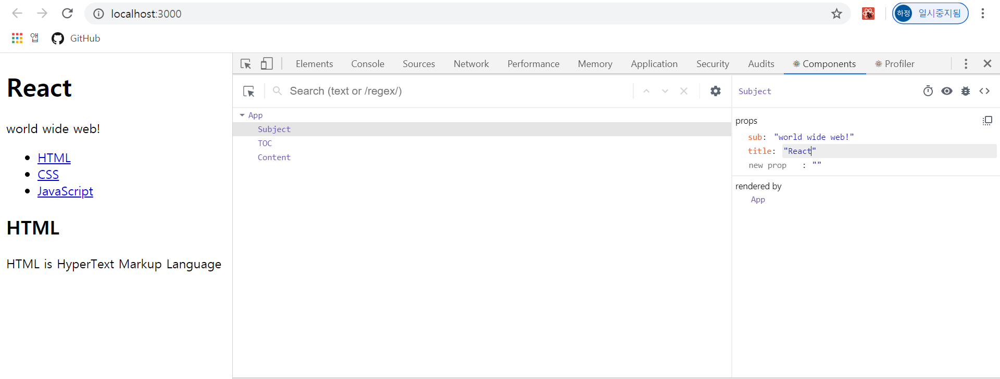 localhost:3000
하정 일시중지됨
앱 GitHub
React
world wide web!
HTML
CSS
JavaScript
HTML
HTML is HyperText Markup Language
Elements Console Sources Network Performance Memory Application Security Audits Components Profiler
Search (text or /regex/)
App
Subject
TOC
Content
Subject
props
sub: "world wide web!"
title: "React"
new prop : ""
rendered by
App